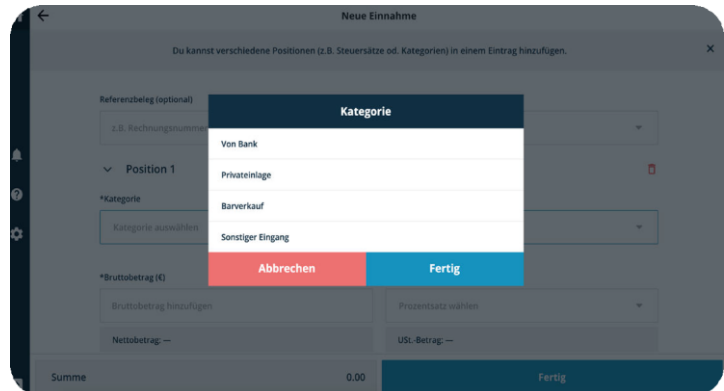 Neue Einnahme
Du kannst verschiedene Positionen (z.B. Steuersätze od. Kategorien) in einem Eintrag hinzufügen.
Referenzbeleg (optional)
z.B. Rechnungsnummer
Kategorie
Von Bank
Position 1
Privateinlage
*Kategorie
Barverkauf
Kategorie auswählen
Sonstiger Eingang
Abbrechen
Fertig
*Bruttobetrag (€)
Bruttobetrag hinzufügen
Prozentsatz wählen
Nettobetrag: —
USt.-Betrag: —
Summe
0.00
Fertig